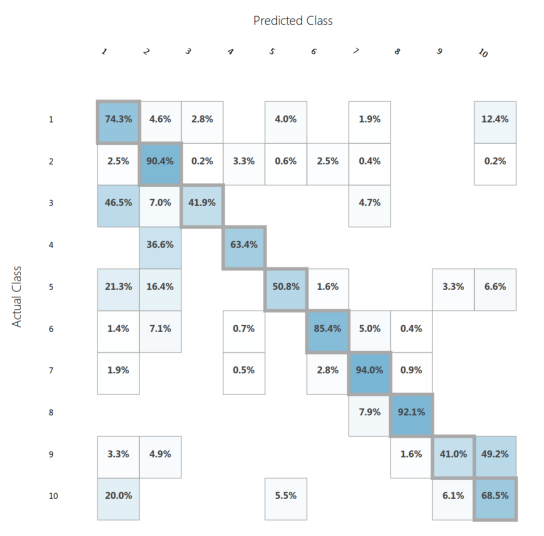 Predicted Class
1 2 3 4 5 6 7 8 9 10
Actual Class
1 74.3% 4.6% 2.8% 4.0% 1.9% 12.4%
2 2.5% 90.4% 0.2% 3.3% 0.6% 2.5% 0.4% 0.2%
3 46.5% 7.0% 41.9% 4.7%
4 36.6% 63.4%
5 21.3% 16.4% 50.8% 1.6% 3.3% 6.6%
6 1.4% 7.1% 0.7% 85.4% 5.0% 0.4%
7 1.9% 0.5% 2.8% 94.0% 0.9%
8 7.9% 92.1%
9 3.3% 4.9% 1.6% 41.0% 49.2%
10 20.0% 5.5% 6.1% 68.5%